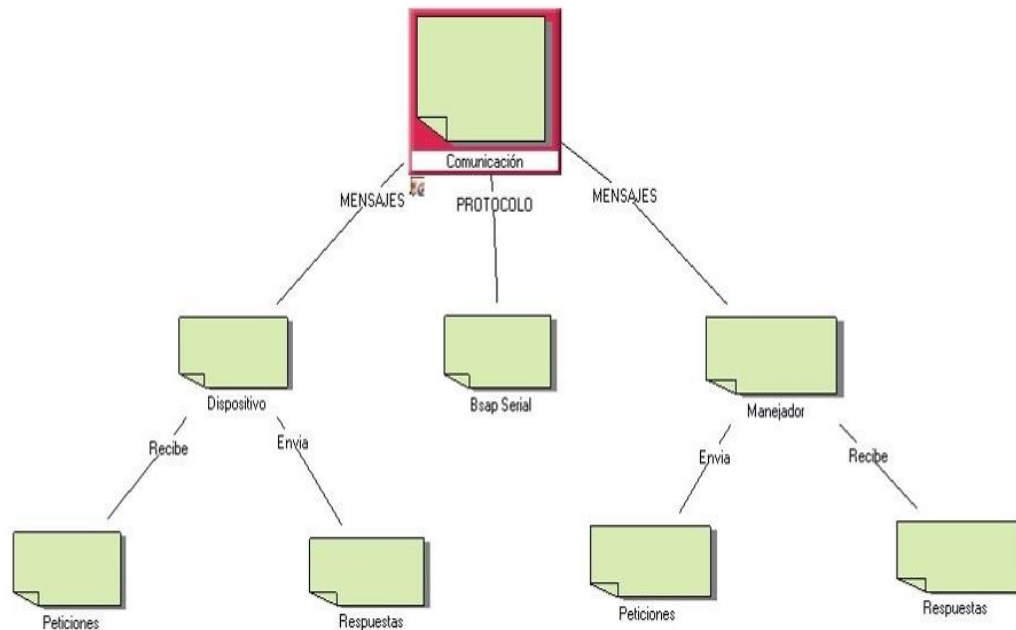 Comunicación
MENSAJES
PROTOCOLO
MENSAJES
Dispositivo
Bsap Serial
Manejador
Recibe
Envia
Envia
Recibe
Peticiones
Respuestas
Peticiones
Respuestas